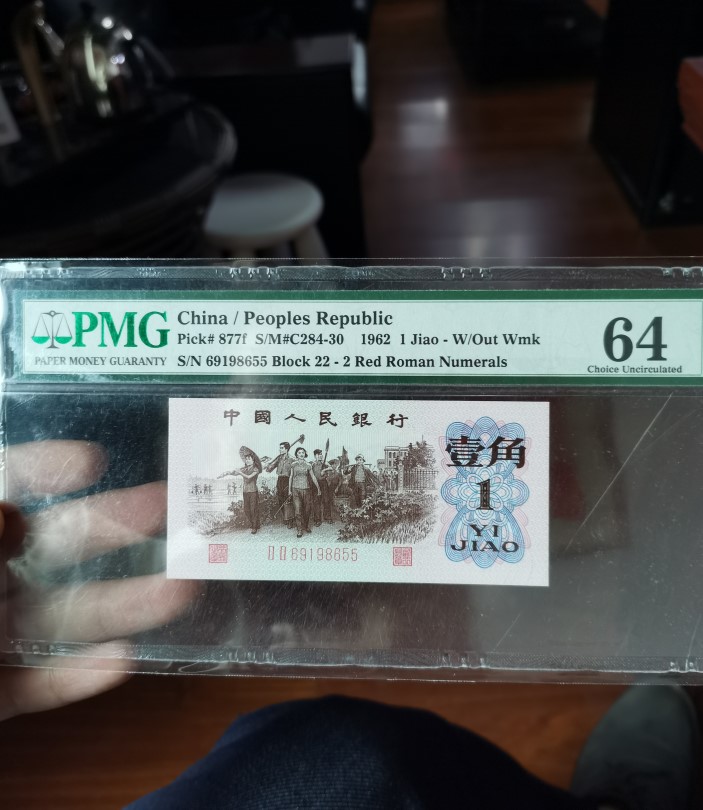 PMG
PAPER MONEY GUARANTY
China / Peoples Republic
Pick# 877f S/M#C284-30 1962 1 Jiao - W/Out Wmk
S/N 69198655 Block 22 - 2 Red Roman Numerals
64
Choice Uncirculated
中國人民銀行
壹角
1
YI
JIAO
II II 69198655